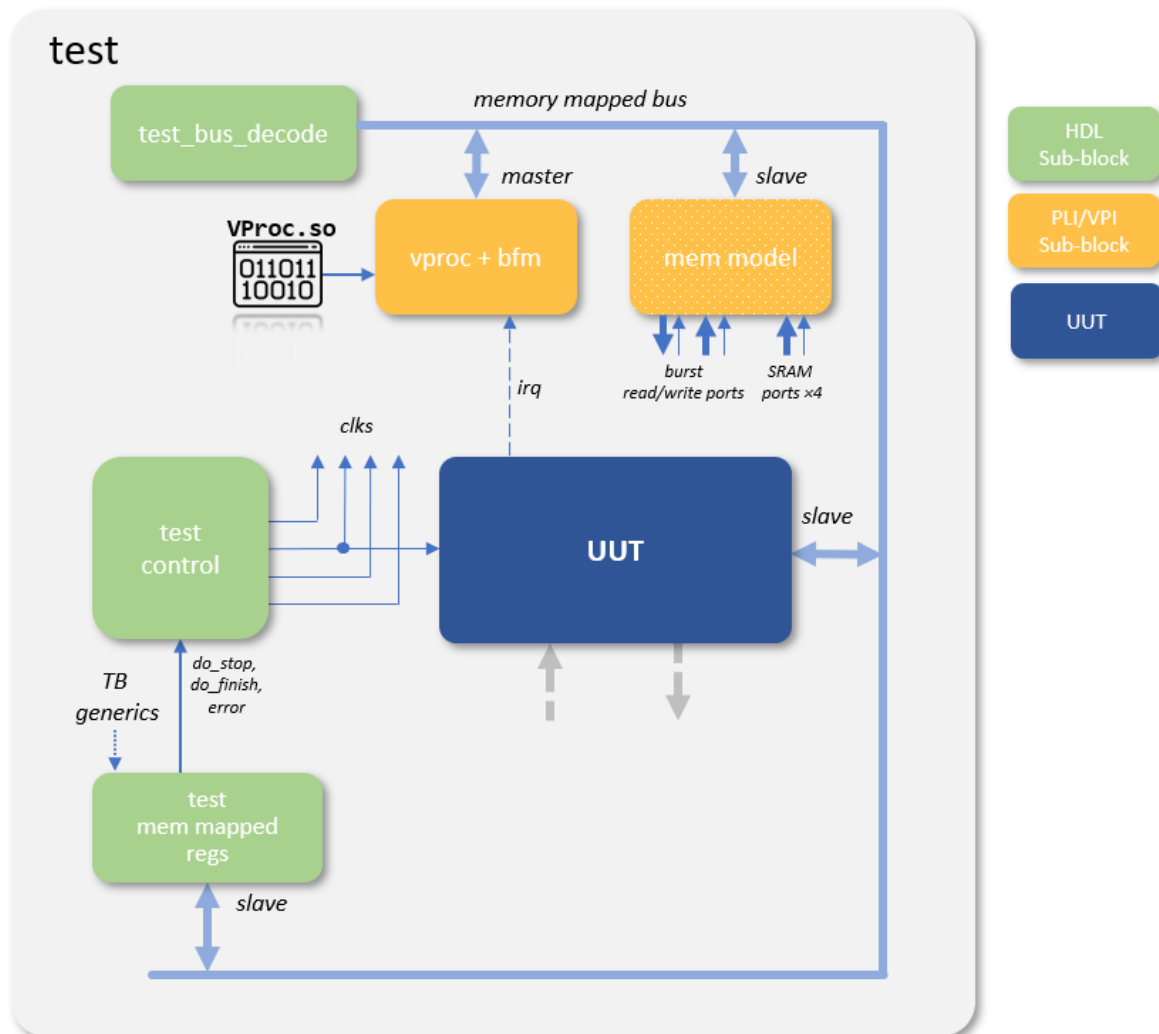 test
memory mapped bus
test_bus_decode
master
slave
VProc.so
011011
10010
vproc + bfm
mem model
burst
read/write ports
SRAM
ports ×4
irq
clks
test
control
UUT
slave
do_stop,
do_finish,
error
TB
generics
test
mem mapped
regs
slave
HDL
Sub-block
PLI/VPI
Sub-block
UUT